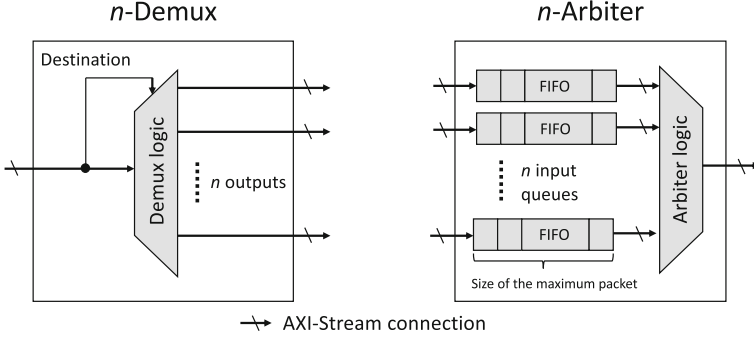 n-Demux
Destination
Demux logic
n outputs
n-Arbiter
FIFO
FIFO
n input
queues
FIFO
Arbiter logic
Size of the maximum packet
AXI-Stream connection